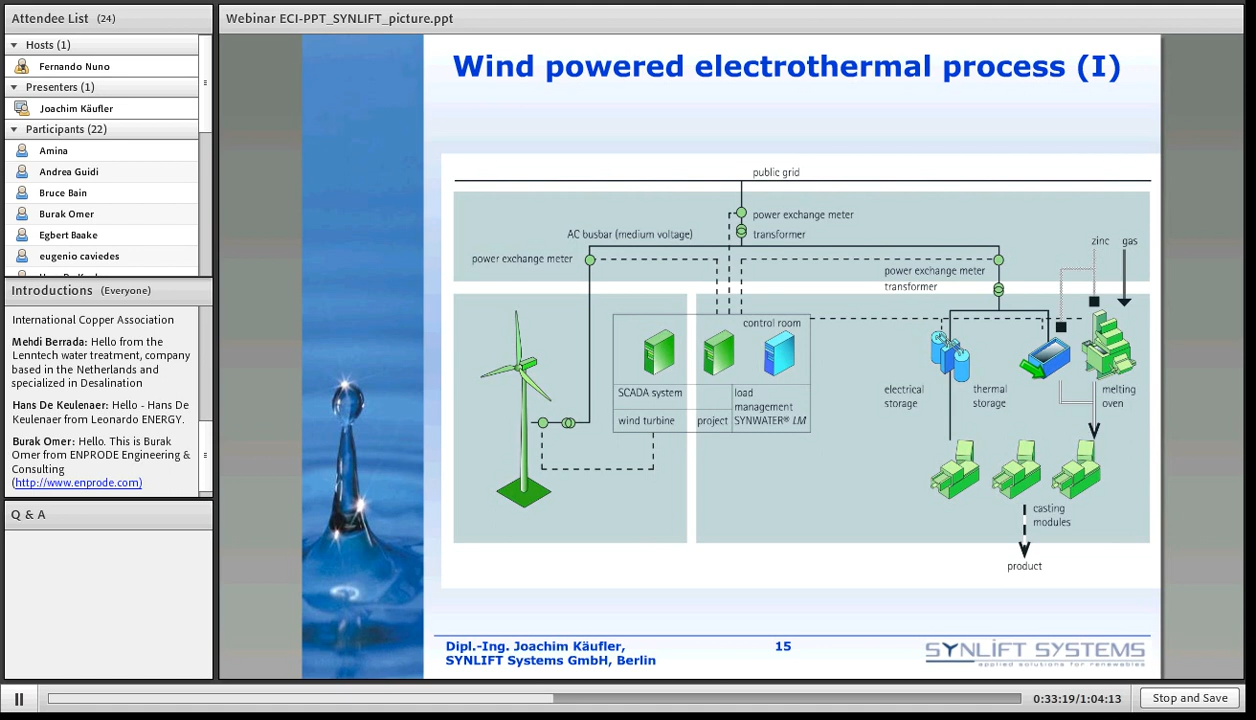 Attendee List (24)
Hosts (1)
Fernando Nuno
Presenters (1)
Joachim Käufler
Participants (22)
Amina
Andrea Guidi
Bruce Bain
Burak Omer
Egbert Baake
eugenio caviedes
Introductions (Everyone)
International Copper Association
Mehdi Berrada: Hello from the
Lenntech water treatment, company
based in the Netherlands and
specialized in Desalination
Hans De Keulenaer: Hello - Hans De
Keulenaer from Leonardo ENERGY.
Burak Omer: Hello. This is Burak
Omer from ENPRODE Engineering &
Consulting
(http://www.enprode.com)
Q & A
Webinar ECI-PPT_SYNLIFT_picture.ppt
Wind powered electrothermal process (I)
public grid
power exchange meter
AC busbar (medium voltage)
transformer
zinc gas
power exchange meter
power exchange meter
transformer
control room
SCADA system
load
management
SYNWATER® LM
wind turbine
project
electrical
storage
thermal
storage
melting
oven
casting
modules
product
Dipl.-Ing. Joachim Käufler,
SYNLIFT Systems GmbH, Berlin
15
SYNLIFT SYSTEMS
applied solutions for renewables
0:33:19/1:04:13
Stop and Save